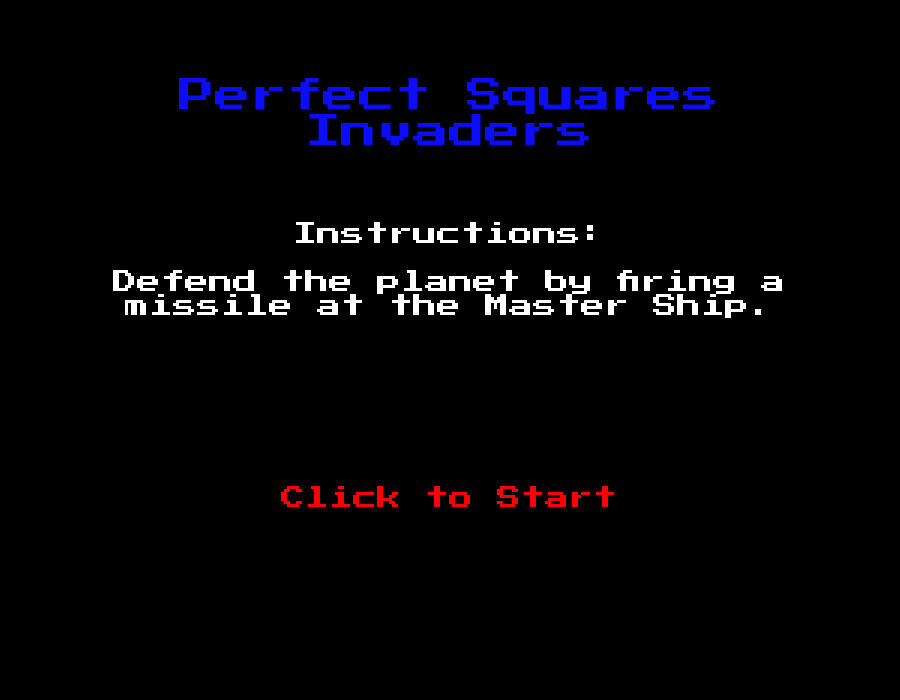 Perfect Squares
Invaders
Instructions:
Defend the planet by firing a
missile at the Master Ship.
Click to Start